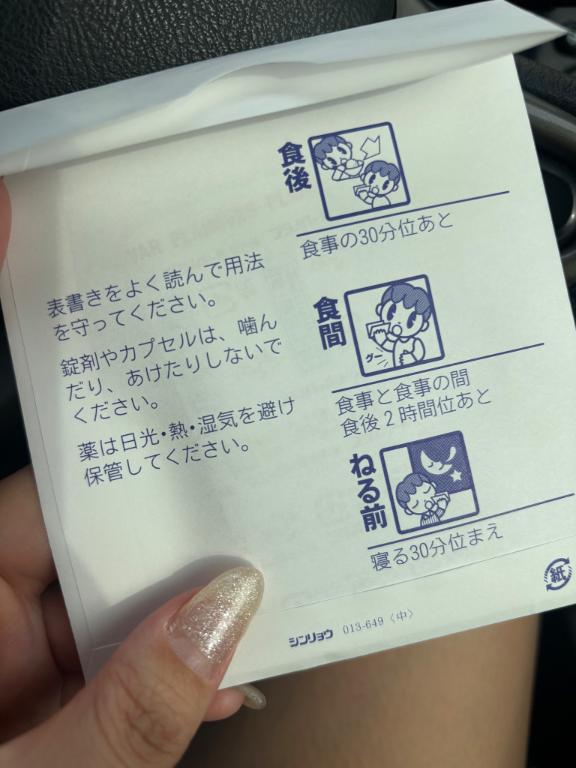 食後
食事の30分位あと
表書きをよく読んで用法
を守ってください。
錠剤やカプセルは、噛ん
だり、あけたりしないで
ください。
薬は日光・熱・湿気を避け
保管してください。
食間
グー
食事と食事の間
食後2時間位あと
ねる前
寝る30分位まえ
紙
シンリョウ 013-649〈中〉